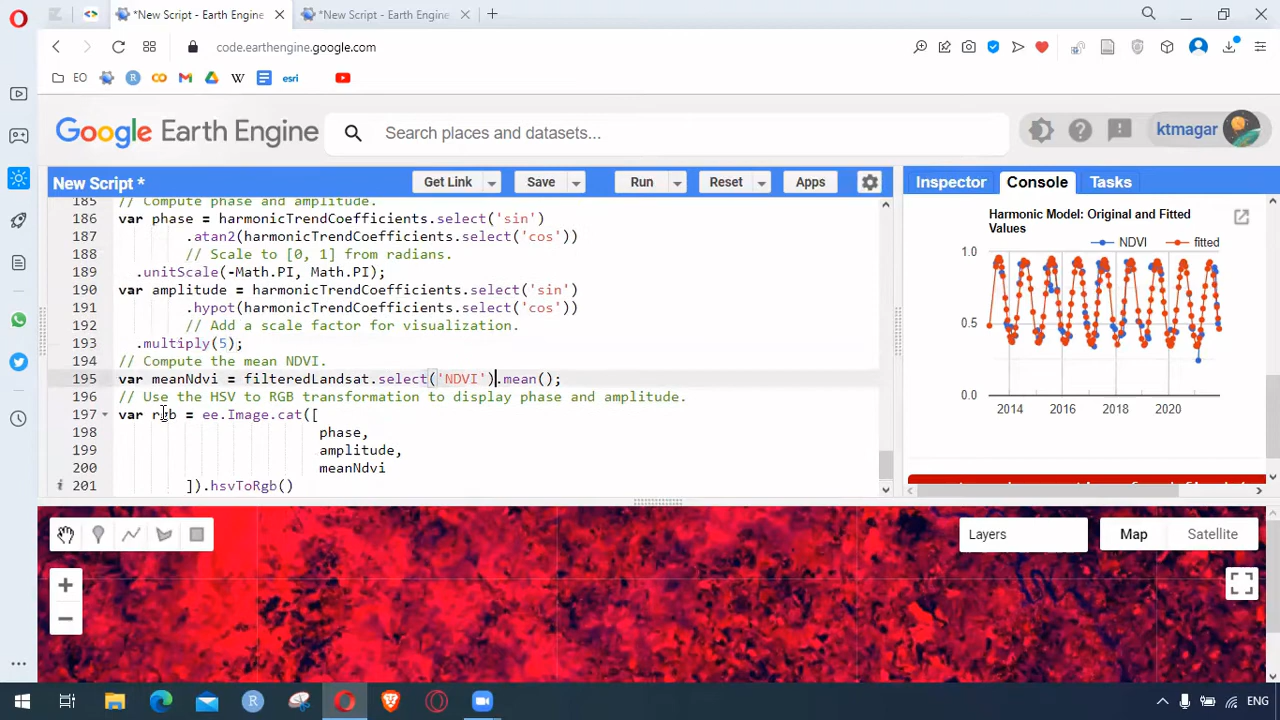 *New Script - Earth Engine
*New Script - Earth Engine
code.earthengine.google.com
EO
esri
Google Earth Engine
Search places and datasets...
ktmagar
New Script *
Get Link
Save
Run
Reset
Apps
Inspector
Console
Tasks
185 // Compute phase and amplitude.
186 var phase = harmonicTrendCoefficients.select('sin')
187 .atan2(harmonicTrendCoefficients.select('cos'))
188 // Scale to [0, 1] from radians.
189 .unitScale(-Math.PI, Math.PI);
190 var amplitude = harmonicTrendCoefficients.select('sin')
191 .hypot(harmonicTrendCoefficients.select('cos'))
192 // Add a scale factor for visualization.
193 .multiply(5);
194 // Compute the mean NDVI.
195 var meanNdvi = filteredLandsat.select('NDVI').mean();
196 // Use the HSV to RGB transformation to display phase and amplitude.
197 var rgb = ee.Image.cat([
198 phase,
199 amplitude,
200 meanNdvi
201 ]).hsvToRgb()
Harmonic Model: Original and Fitted
Values
NDVI
fitted
1.0
0.5
0.0
2014
2016
2018
2020
Layers
Map
Satellite
ENG